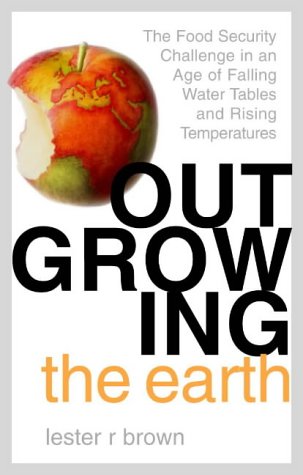 The Food Security
Challenge in an
Age of Falling
Water Tables
and Rising
Temperatures
OUT
GROW
ING
the earth
lester r brown